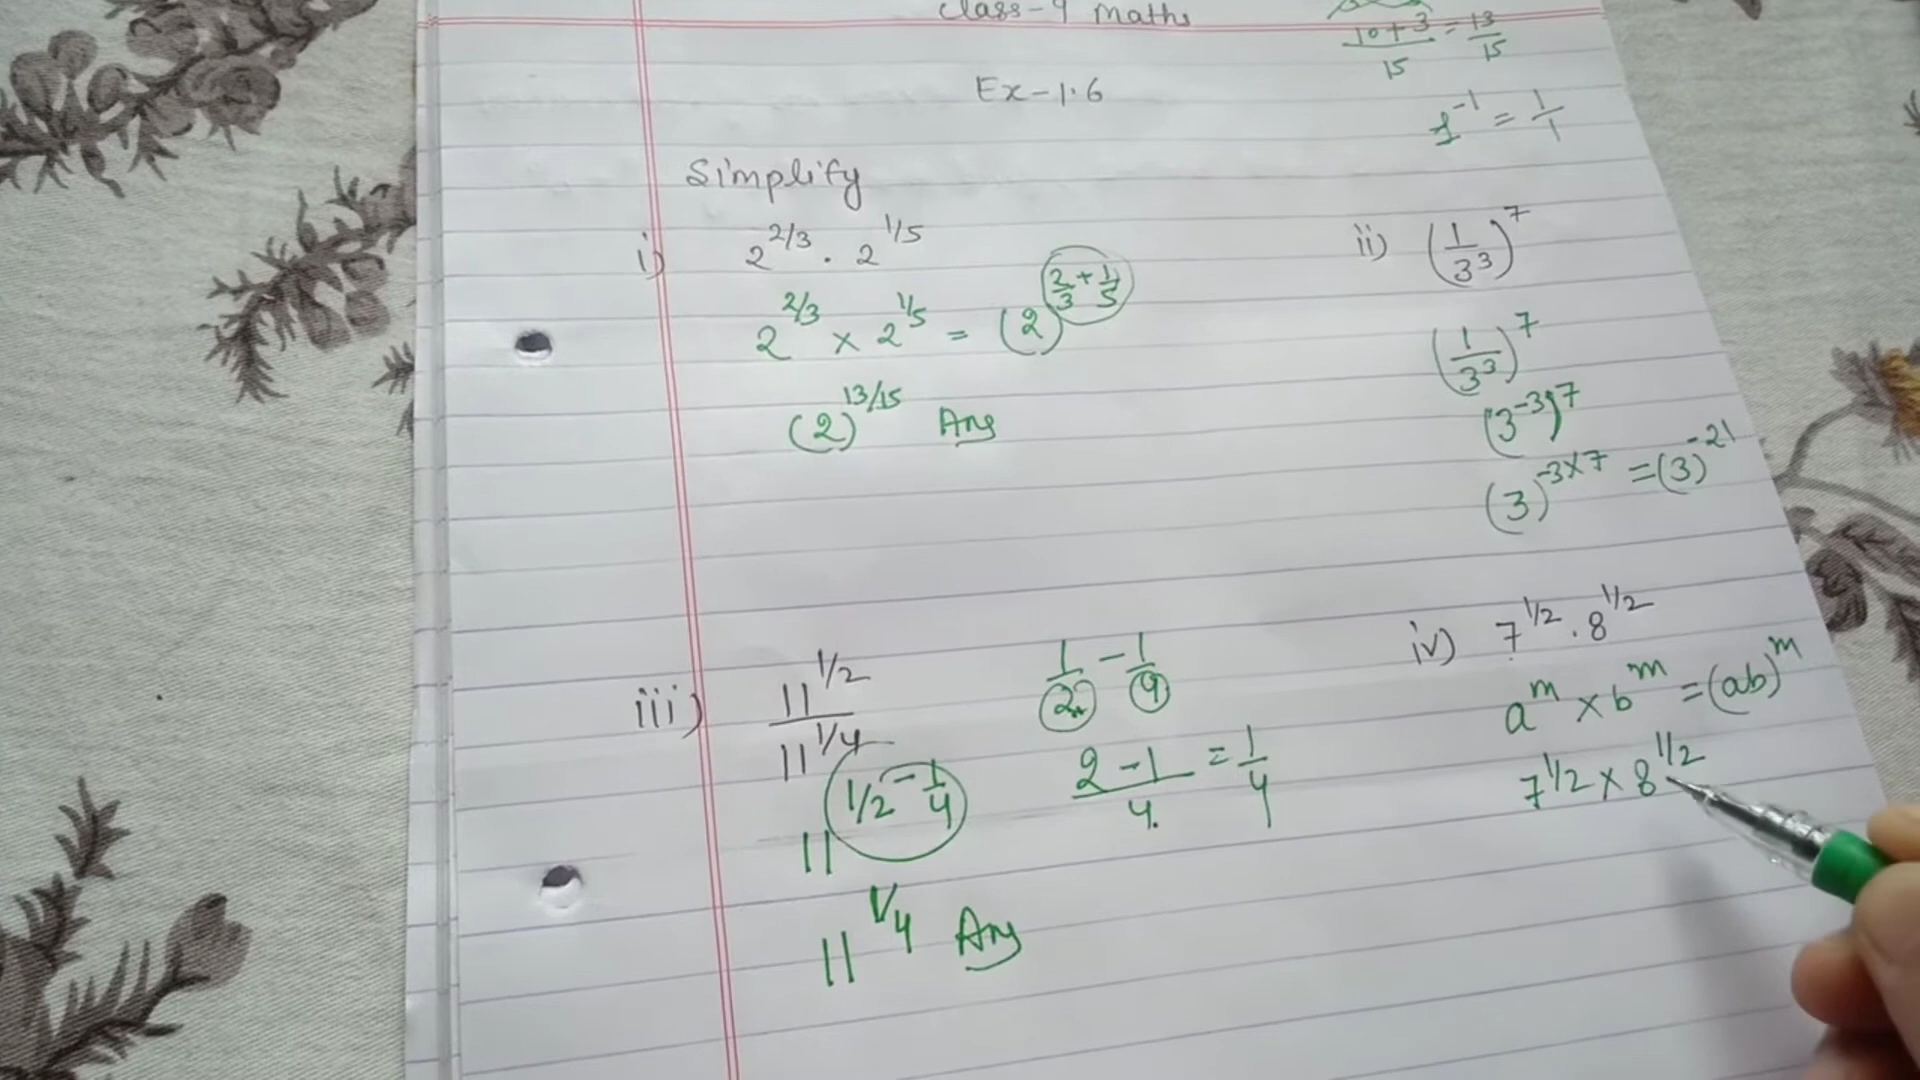 Class-9 Maths
10+3/15 = 13/15
Ex-1.6
1^-1 = 1/1
Simplify
i) 2^2/3 . 2^1/5
2^2/3 × 2^1/5 = (2)^2/3 + 1/5
(2)^13/15 Ans
ii) (1/3^3)^7
(1/3^3)^7
(3^-3)^7
(3)^-3×7 = (3)^-21
iii) 11^1/2 / 11^1/4
11^1/2 - 1/4
11^1/4 Ans
1/2 - 1/4
2-1/4. = 1/4
iv) 7^1/2 . 8^1/2
a^m × b^m = (ab)^m
7^1/2 × 8^1/2